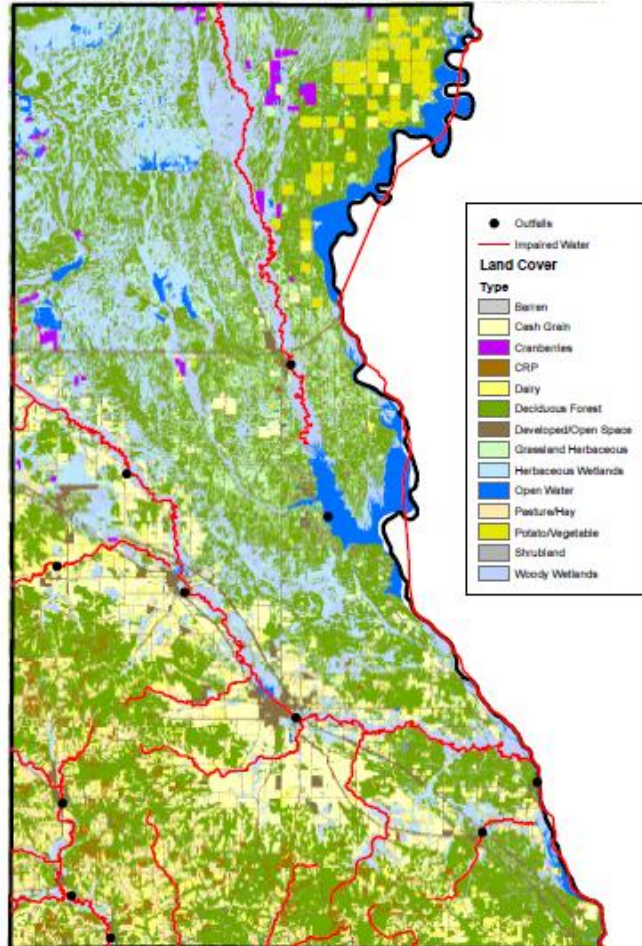 Outfalls
Impaired Water
Land Cover
Type
Barren
Cash Grain
Cranberries
CRP
Dairy
Deciduous Forest
Developed/Open Space
Grassland Herbaceous
Herbaceous Wetlands
Open Water
Pasture/Hay
Potato/Vegetable
Shrubland
Woody Wetlands